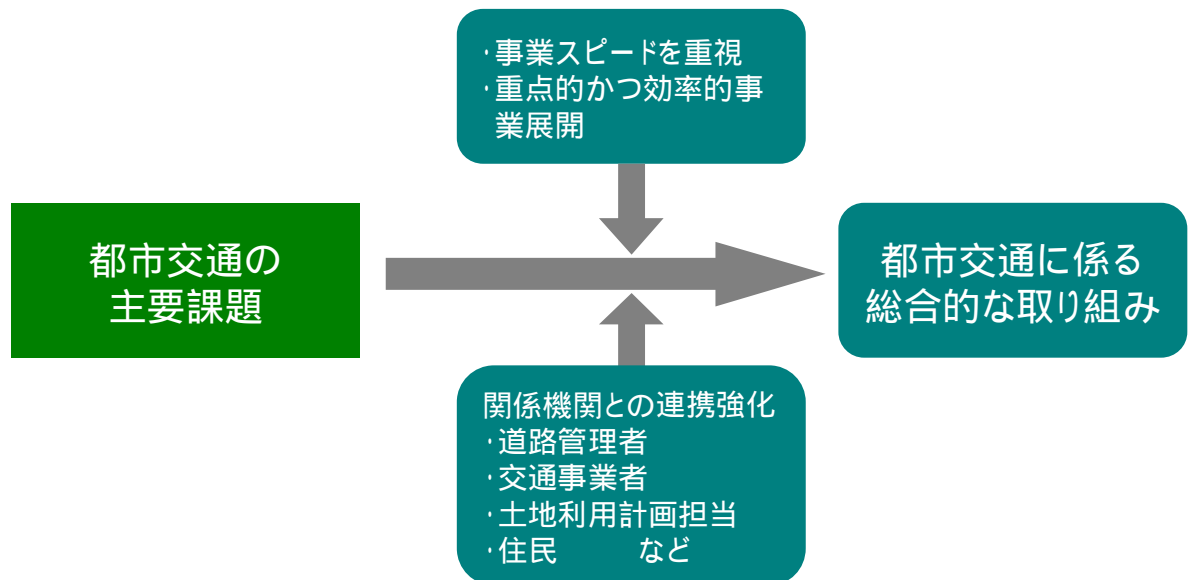 ・事業スピードを重視
・重点的かつ効率的事
業展開
都市交通の
主要課題
都市交通に係る
総合的な取り組み
関係機関との連携強化
・道路管理者
・交通事業者
・土地利用計画担当
・住民　　　など